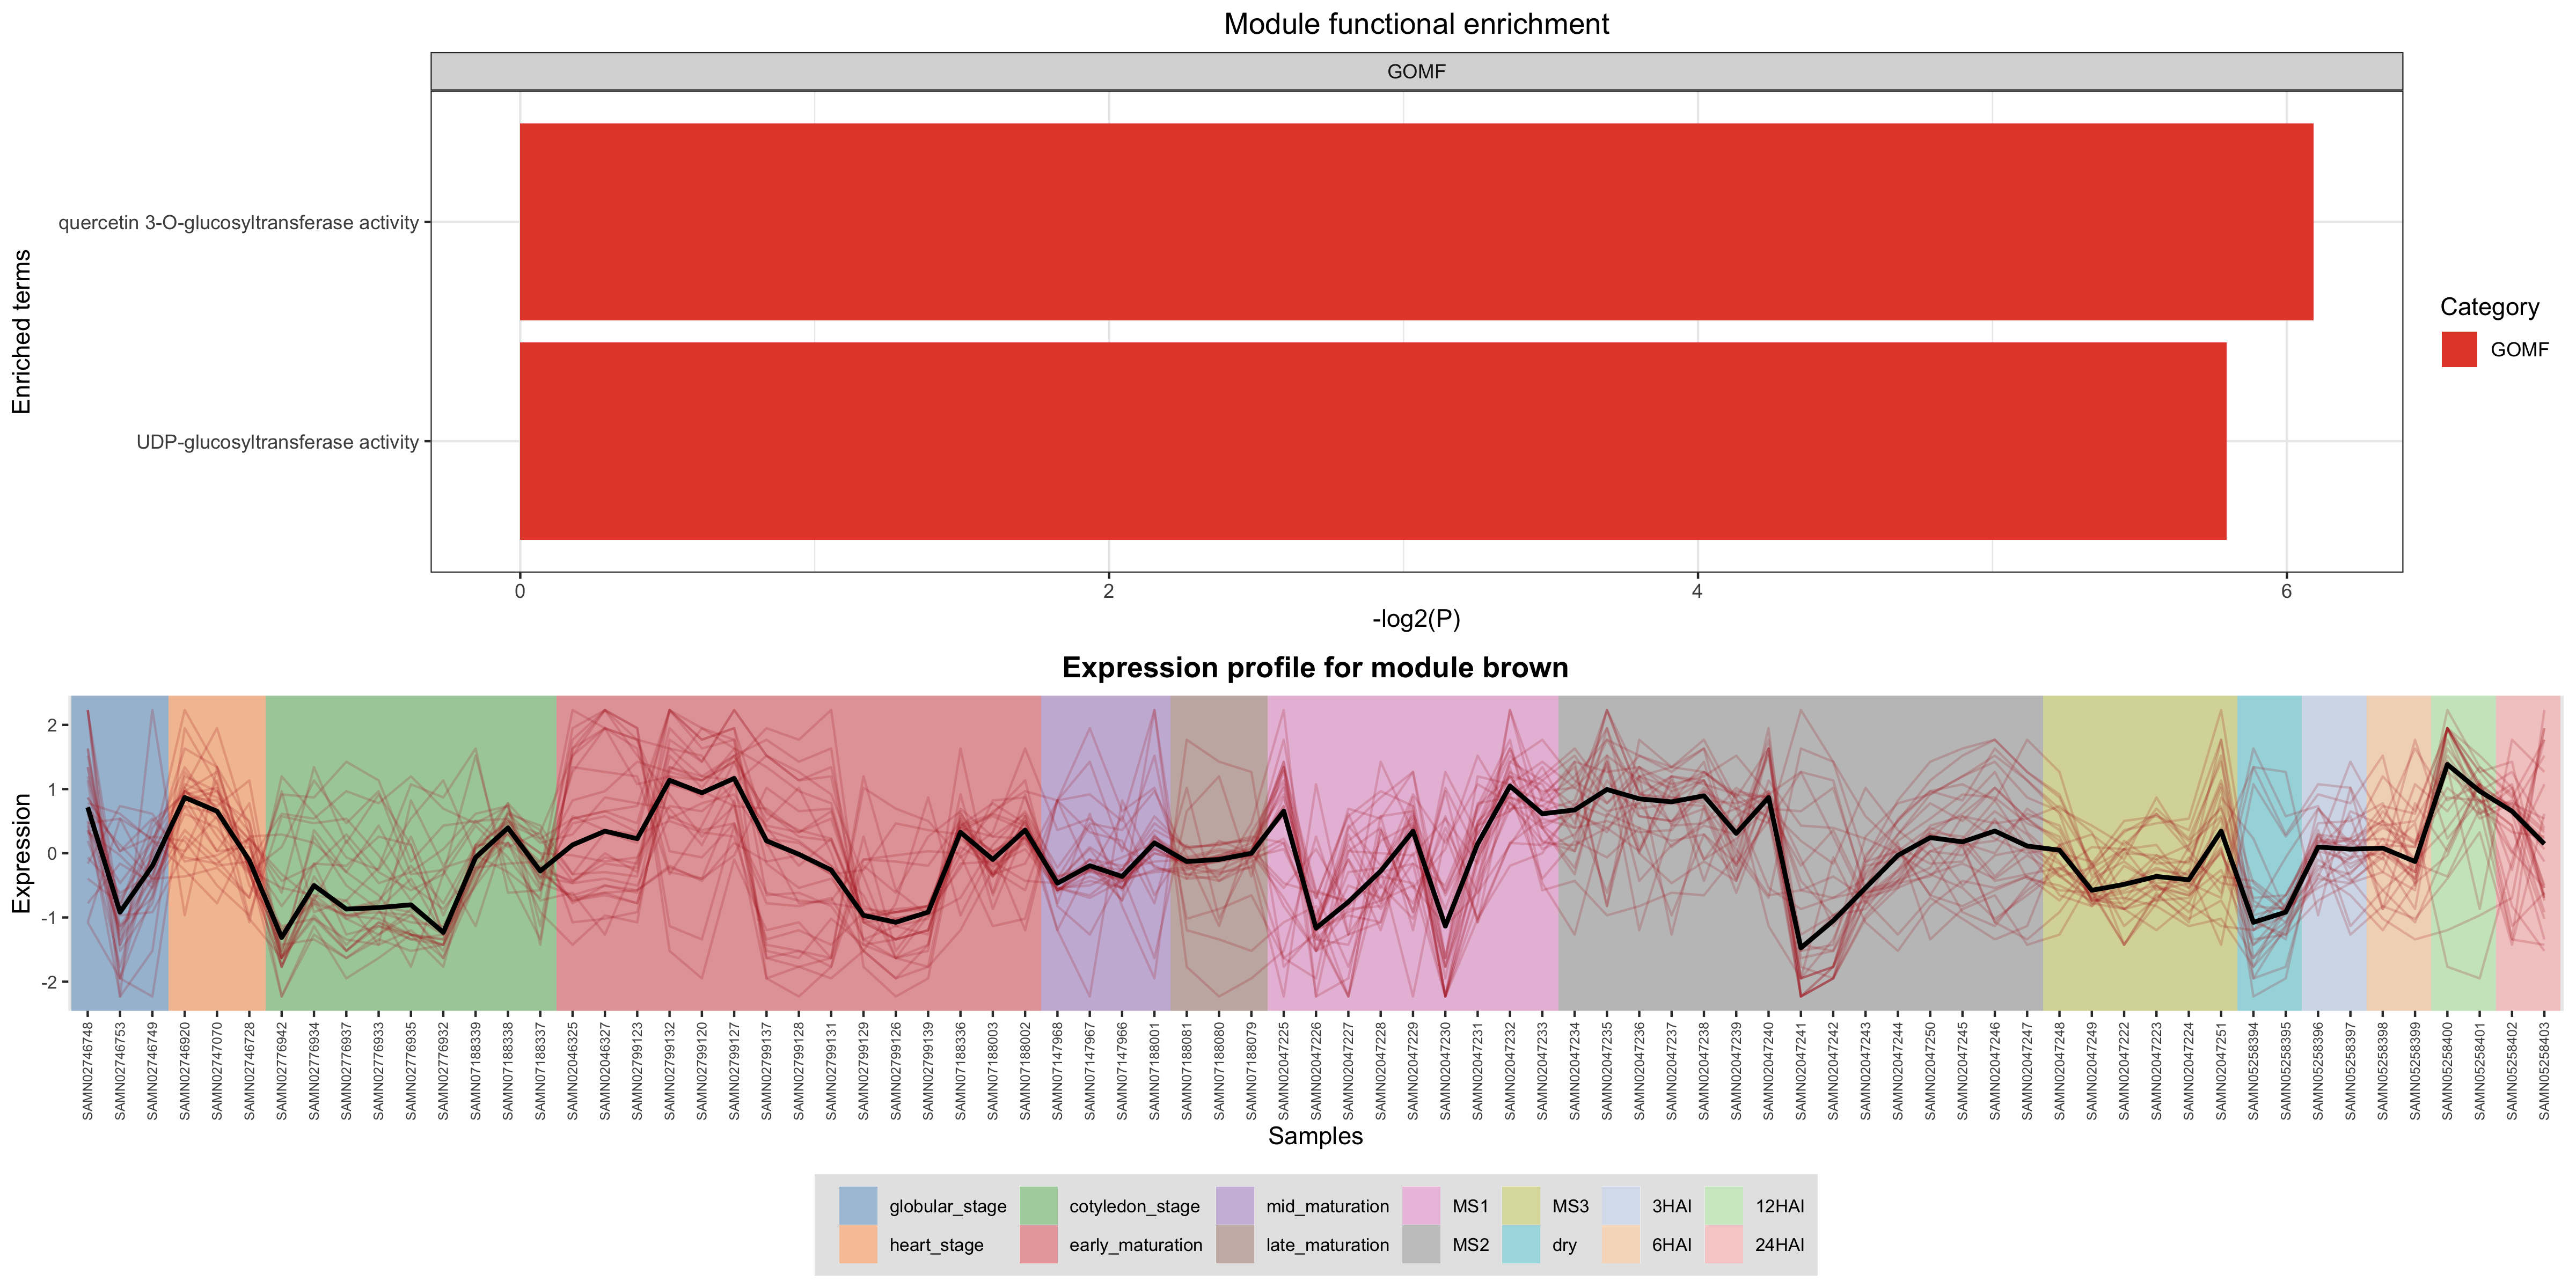 Module functional enrichment
GOMF
Enriched terms
quercetin 3-O-glucosyltransferase activity
UDP-glucosyltransferase activity
0 2 4 6
-log2(P)
Category
GOMF
Expression profile for module brown
Expression
2
1
0
-1
-2
SAMN02746748
SAMN02746753
SAMN02746749
SAMN02746920
SAMN02747070
SAMN02746728
SAMN02776942
SAMN02776934
SAMN02776937
SAMN02776933
SAMN02776935
SAMN02776932
SAMN07188339
SAMN07188338
SAMN07188337
SAMN02046325
SAMN02046327
SAMN02799123
SAMN02799132
SAMN02799120
SAMN02799127
SAMN02799137
SAMN02799128
SAMN02799131
SAMN02799129
SAMN02799126
SAMN02799139
SAMN07188336
SAMN07188003
SAMN07188002
SAMN07147968
SAMN07147967
SAMN07147966
SAMN07188001
SAMN07188081
SAMN07188080
SAMN07188079
SAMN02047225
SAMN02047226
SAMN02047227
SAMN02047228
SAMN02047229
SAMN02047230
SAMN02047231
SAMN02047232
SAMN02047233
SAMN02047234
SAMN02047235
SAMN02047236
SAMN02047237
SAMN02047238
SAMN02047239
SAMN02047240
SAMN02047241
SAMN02047242
SAMN02047243
SAMN02047244
SAMN02047250
SAMN02047245
SAMN02047246
SAMN02047247
SAMN02047248
SAMN02047249
SAMN02047222
SAMN02047223
SAMN02047224
SAMN02047251
SAMN05258394
SAMN05258395
SAMN05258396
SAMN05258397
SAMN05258398
SAMN05258399
SAMN05258400
SAMN05258401
SAMN05258402
SAMN05258403
Samples
globular_stage cotyledon_stage mid_maturation MS1 MS3 3HAI 12HAI
heart_stage early_maturation late_maturation MS2 dry 6HAI 24HAI